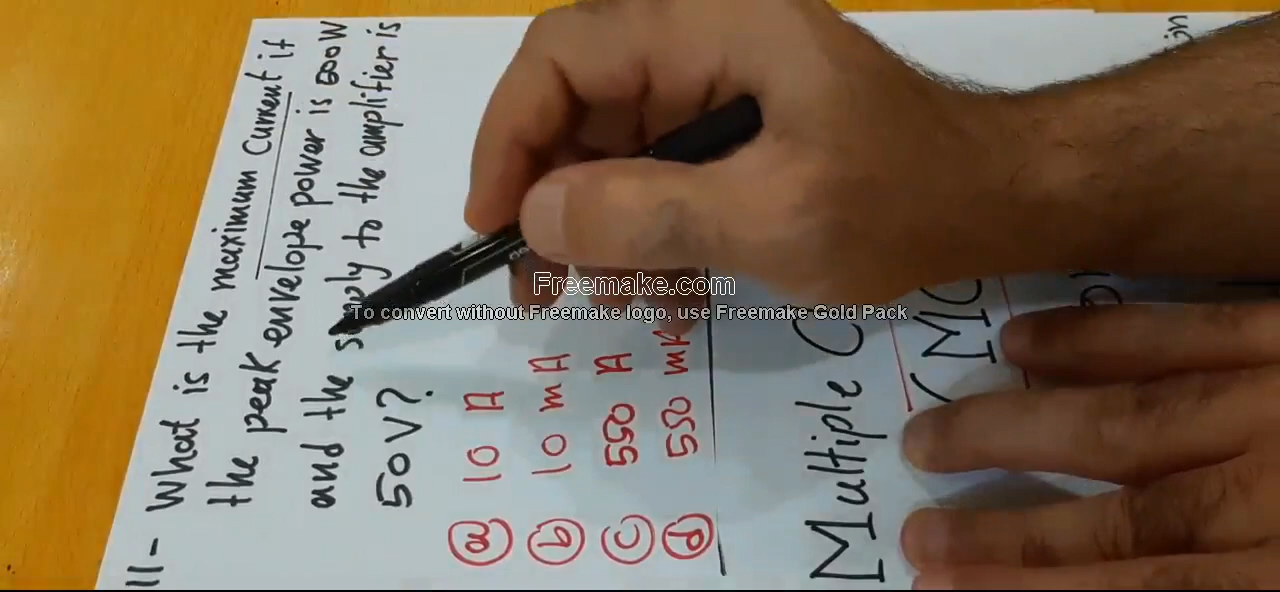 11- What is the maximum current if
the peak envelope power is 500W
and the supply to the amplifier is
50V?
a 10 A
b 10 mA
c 550 A
d 550 mA
Multiple C
MC
Freemake.com
To convert without Freemake logo, use Freemake Gold Pack